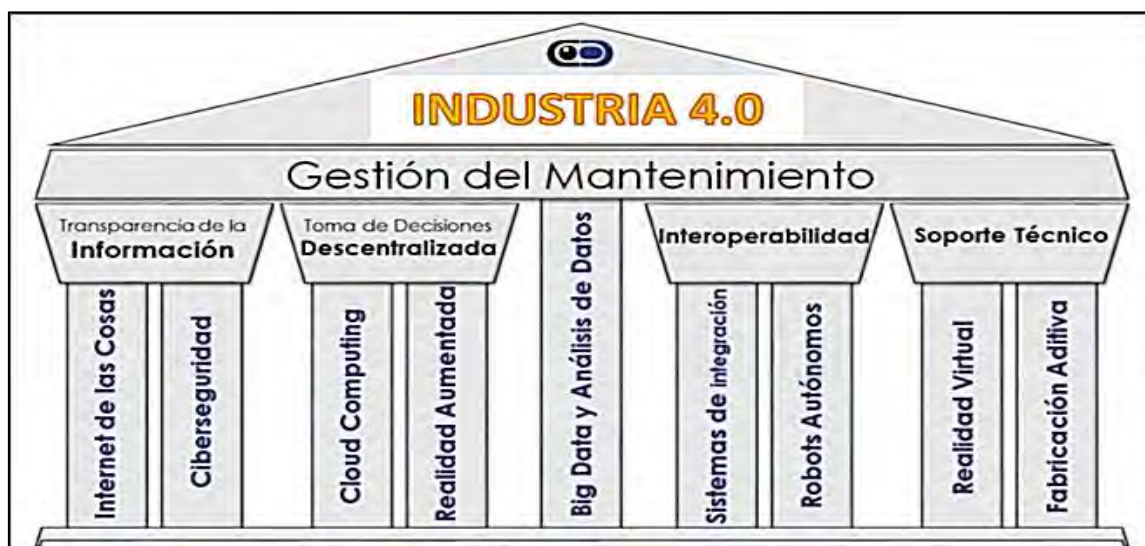 INDUSTRIA 4.0
Gestión del Mantenimiento
Transparencia de la
Información
Toma de Decisiones
Descentralizada
Interoperabilidad
Soporte Técnico
Internet de las Cosas
Ciberseguridad
Cloud Computing
Realidad Aumentada
Big Data y Análisis de Datos
Sistemas de integración
Robots Autónomos
Realidad Virtual
Fabricación Aditiva